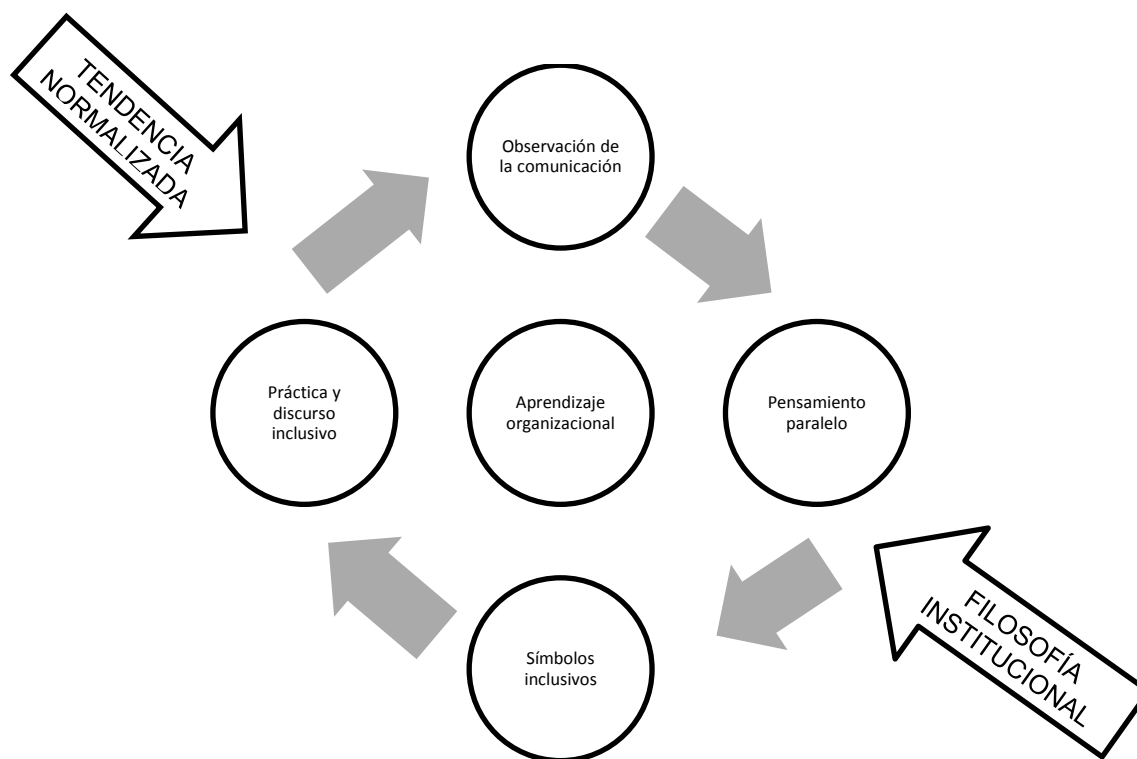 TENDENCIA
NORMALIZADA
Observación de
la comunicación
Práctica y
discurso
inclusivo
Aprendizaje
organizacional
Pensamiento
paralelo
Símbolos
inclusivos
FILOSOFÍA
INSTITUCIONAL